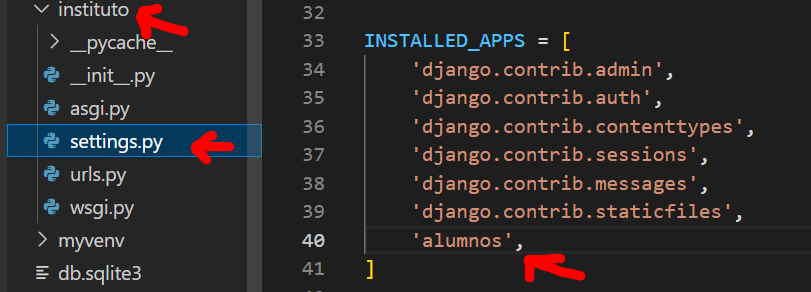 instituto
__pycache__
__init__.py
asgi.py
settings.py
urls.py
wsgi.py
myvenv
db.sqlite3
32
33 INSTALLED_APPS = [
34 'django.contrib.admin',
35 'django.contrib.auth',
36 'django.contrib.contenttypes',
37 'django.contrib.sessions',
38 'django.contrib.messages',
39 'django.contrib.staticfiles',
40 'alumnos',
41 ]